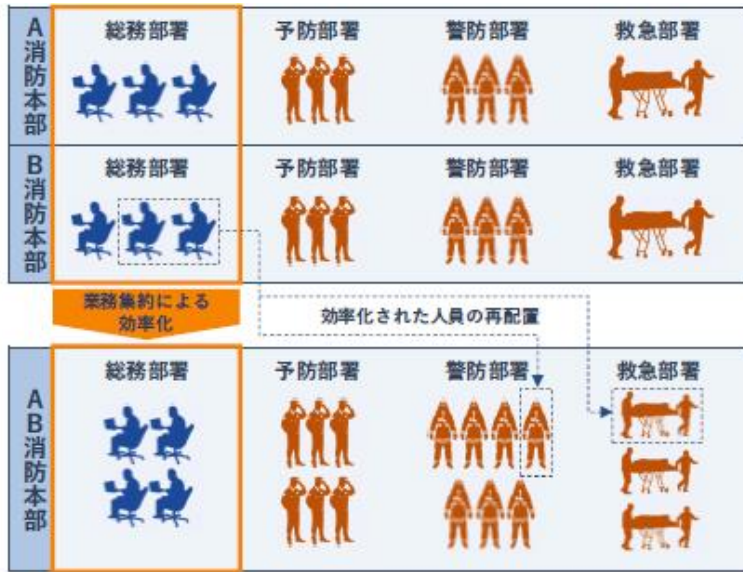 A消防本部
総務部署
予防部署
警防部署
救急部署
B消防本部
総務部署
予防部署
警防部署
救急部署
業務集約による
効率化
効率化された人員の再配置
AB消防本部
総務部署
予防部署
警防部署
救急部署